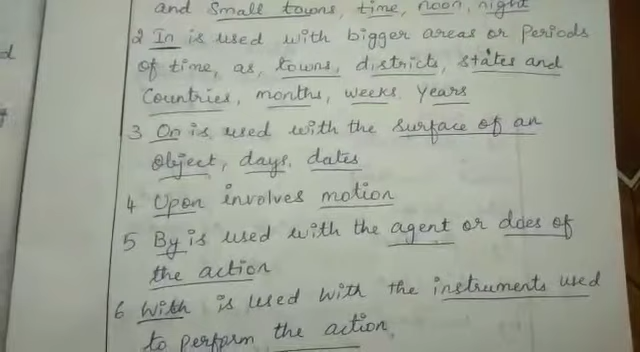 and small towns, time, noon, night
2 In is used with bigger areas or periods
of time, as, towns, districts, states and
Countries, months, weeks. years
3 On is used with the surface of an
object, days, dates
4 Upon involves motion
5 By is used with the agent or does of
the action
6 With is used with the instruments used
to perform the action,